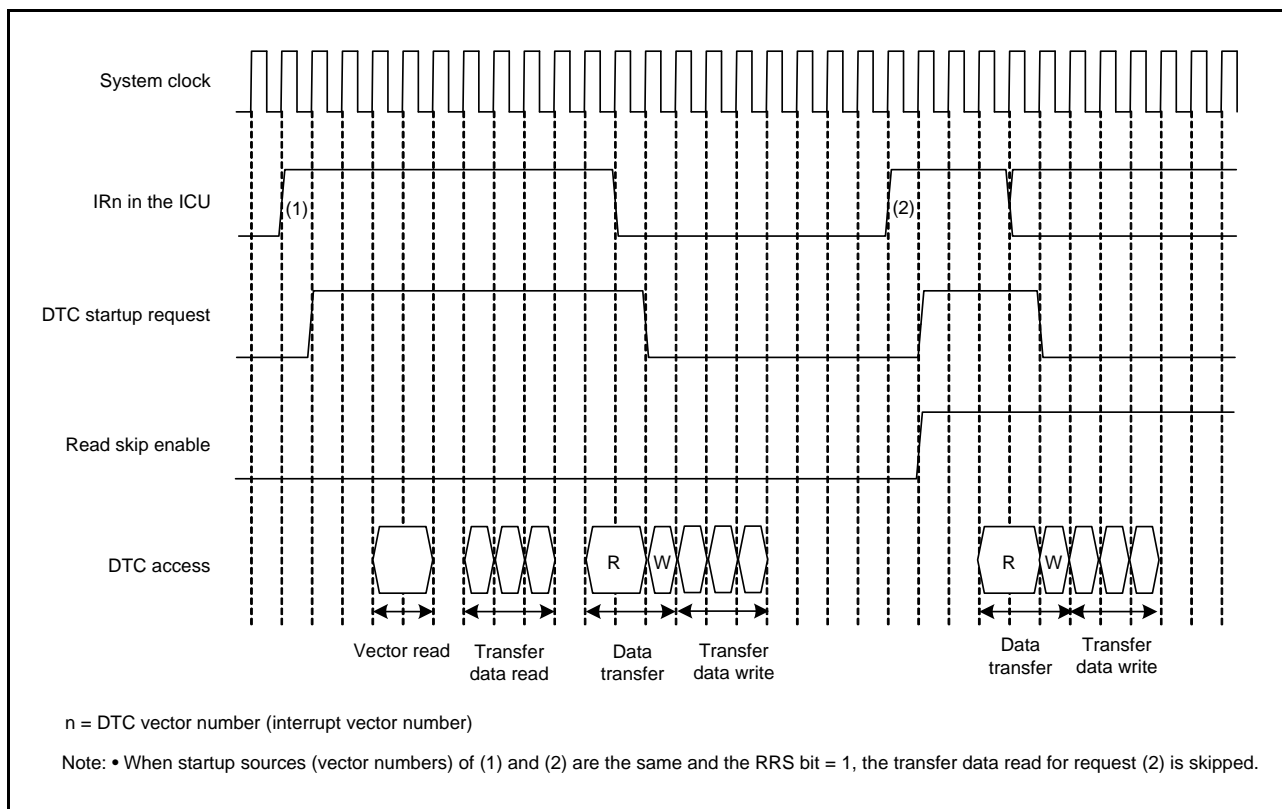 System clock
IRn in the ICU
(1)
(2)
DTC startup request
Read skip enable
DTC access
R
W
R
W
Vector read
Transfer
data read
Data
transfer
Transfer
data write
Data
transfer
Transfer
data write
n = DTC vector number (interrupt vector number)
Note: • When startup sources (vector numbers) of (1) and (2) are the same and the RRS bit = 1, the transfer data read for request (2) is skipped.